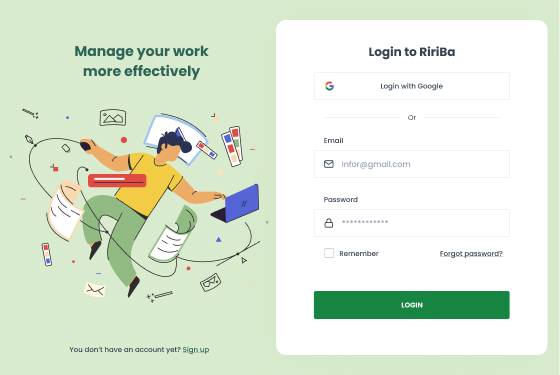 Manage your work
more effectively
You don't have an account yet? Sign up
Login to RiriBa
Login with Google
Or
Email
Infor@gmail.com
Password
************
Remember
Forgot password?
LOGIN